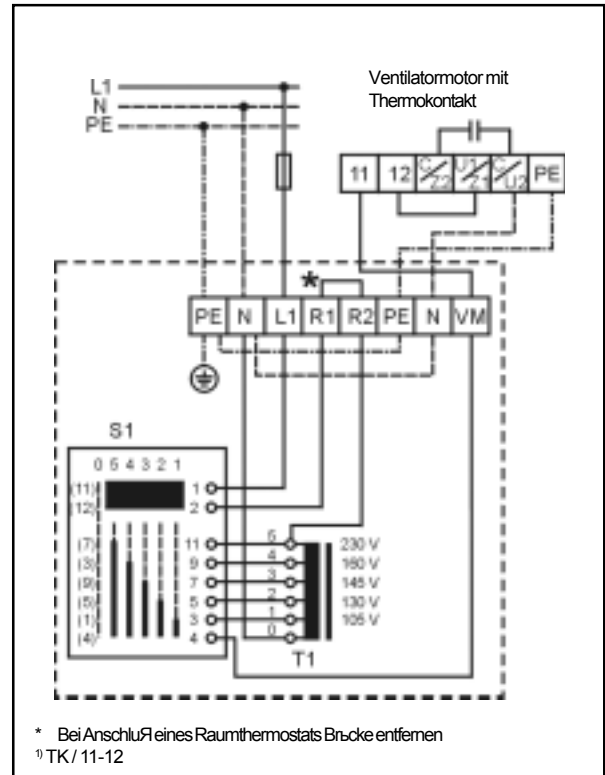 L1
N
PE
Ventilatormotor mit
Thermokontakt
11 12 C/Z2 U1/Z1 C/U2 PE
*
PE N L1 R1 R2 PE N VM
S1
0 5 4 3 2 1
(11) 1
(12) 2
(7) 11 5 230 V
(3) 9 4 160 V
(9) 7 3 145 V
(5) 5 2 130 V
(1) 3 1 105 V
(4) 4 0
T1
* Bei AnschluЯ eines Raumthermostats Brьcke entfernen
¹⁾ TK / 11-12